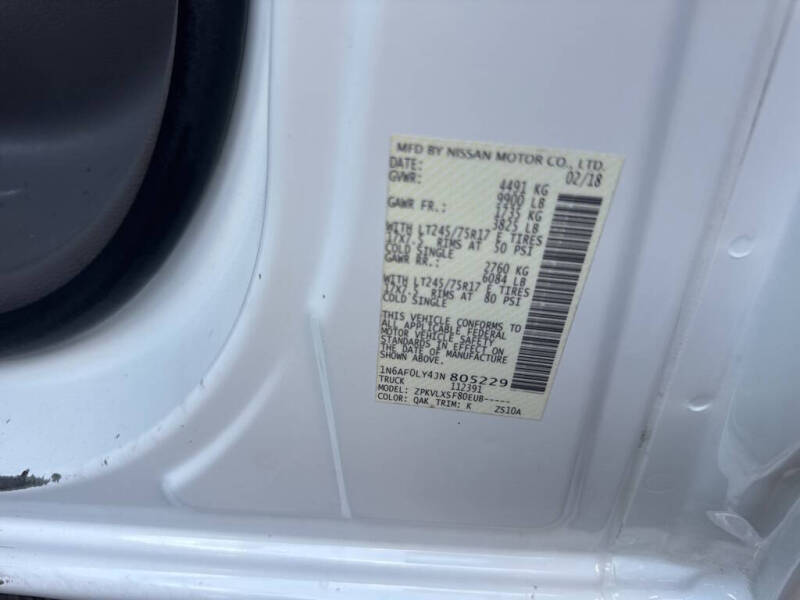 MFD BY NISSAN MOTOR CO., LTD.
DATE: 02/18
GVWR: 4491 KG
9900 LB
GAWR FR.: 1735 KG
3825 LB
WITH LT245/75R17 E TIRES
17X7.5 RIMS AT 50 PSI
COLD SINGLE
GAWR RR.: 2760 KG
6084 LB
WITH LT245/75R17 E TIRES
17X7.5 RIMS AT 80 PSI
COLD SINGLE
THIS VEHICLE CONFORMS TO
ALL APPLICABLE FEDERAL
MOTOR VEHICLE SAFETY
STANDARDS IN EFFECT ON
THE DATE OF MANUFACTURE
SHOWN ABOVE.
1N6AF0LY4JN 805229
TRUCK 112391
MODEL: ZPKVLXSF80EUB-----
COLOR: QAK TRIM: K ZS10A